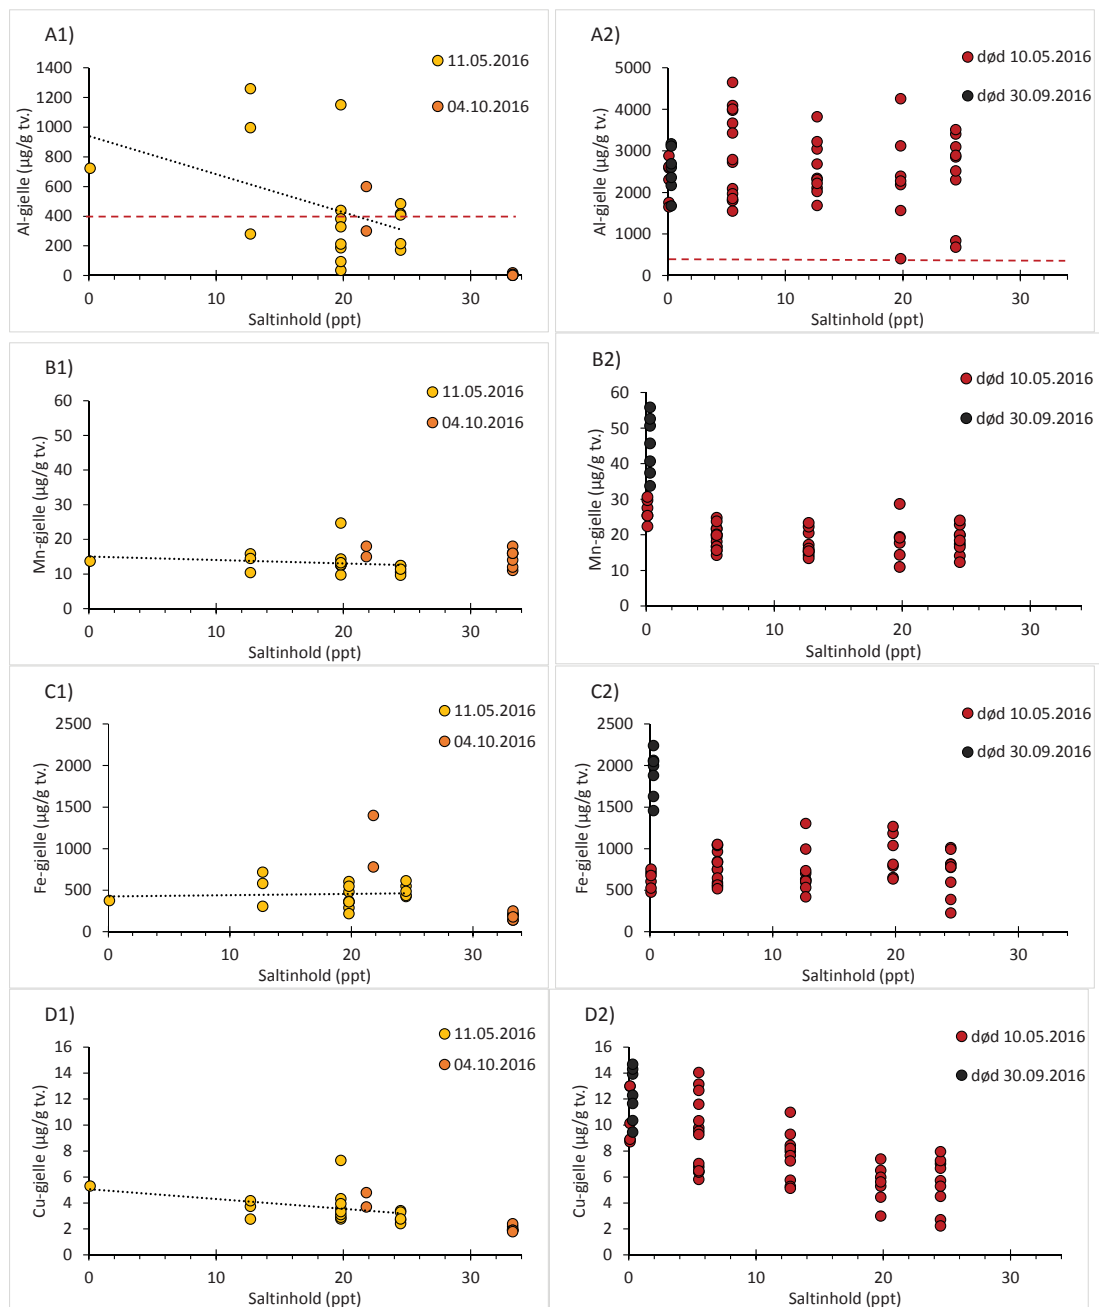 A1)
11.05.2016
04.10.2016
1400
1200
1000
800
600
400
200
0
Al-gjelle (µg/g tv.)
0 10 20 30
Saltinhold (ppt)
A2)
død 10.05.2016
død 30.09.2016
5000
4000
3000
2000
1000
0
Al-gjelle (µg/g tv.)
0 10 20 30
Saltinhold (ppt)
B1)
11.05.2016
04.10.2016
60
50
40
30
20
10
0
Mn-gjelle (µg/g tv.)
0 10 20 30
Saltinhold (ppt)
B2)
død 10.05.2016
død 30.09.2016
60
50
40
30
20
10
0
Mn-gjelle (µg/g tv.)
0 10 20 30
Saltinhold (ppt)
C1)
11.05.2016
04.10.2016
2500
2000
1500
1000
500
0
Fe-gjelle (µg/g tv.)
0 10 20 30
Saltinhold (ppt)
C2)
død 10.05.2016
død 30.09.2016
2500
2000
1500
1000
500
0
Fe-gjelle (µg/g tv.)
0 10 20 30
Saltinhold (ppt)
D1)
11.05.2016
04.10.2016
16
14
12
10
8
6
4
2
0
Cu-gjelle (µg/g tv.)
0 10 20 30
Saltinhold (ppt)
D2)
død 10.05.2016
død 30.09.2016
16
14
12
10
8
6
4
2
0
Cu-gjelle (µg/g tv.)
0 10 20 30
Saltinhold (ppt)